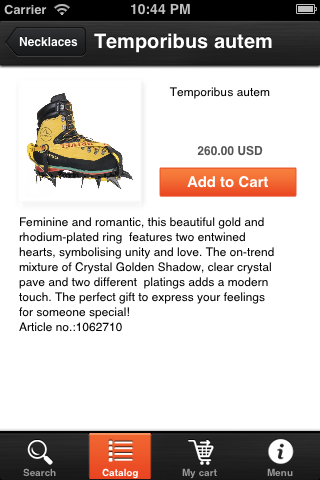 Carrier 10:44 PM
Necklaces Temporibus autem
Temporibus autem
260.00 USD
Add to Cart
Feminine and romantic, this beautiful gold and
rhodium-plated ring features two entwined
hearts, symbolising unity and love. The on-trend
mixture of Crystal Golden Shadow, clear crystal
pave and two different platings adds a modern
touch. The perfect gift to express your feelings
for someone special!
Article no.:1062710
Search Catalog My cart Menu